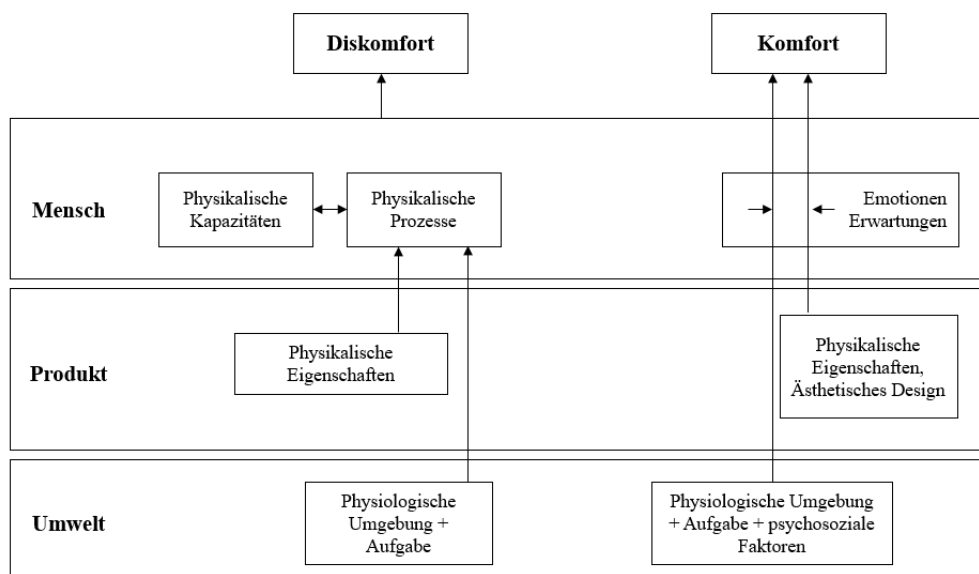 Diskomfort
Komfort
Mensch
Physikalische
Kapazitäten
Physikalische
Prozesse
Emotionen
Erwartungen
Produkt
Physikalische
Eigenschaften
Physikalische
Eigenschaften,
Ästhetisches Design
Umwelt
Physiologische
Umgebung +
Aufgabe
Physiologische Umgebung
+ Aufgabe + psychosoziale
Faktoren